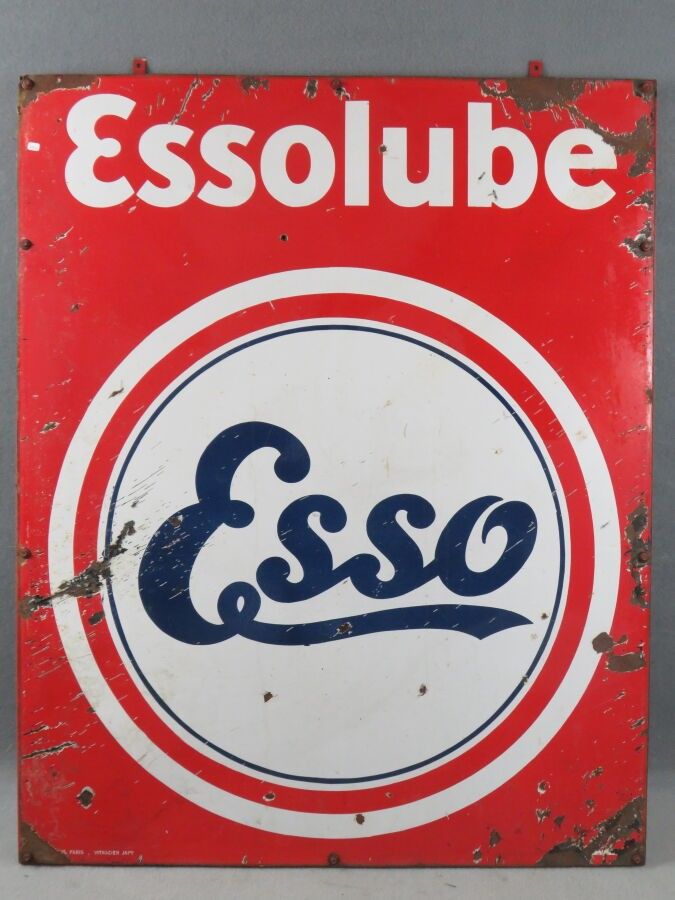 Essolube
Esso
PARIS . VITRACIER JAPY